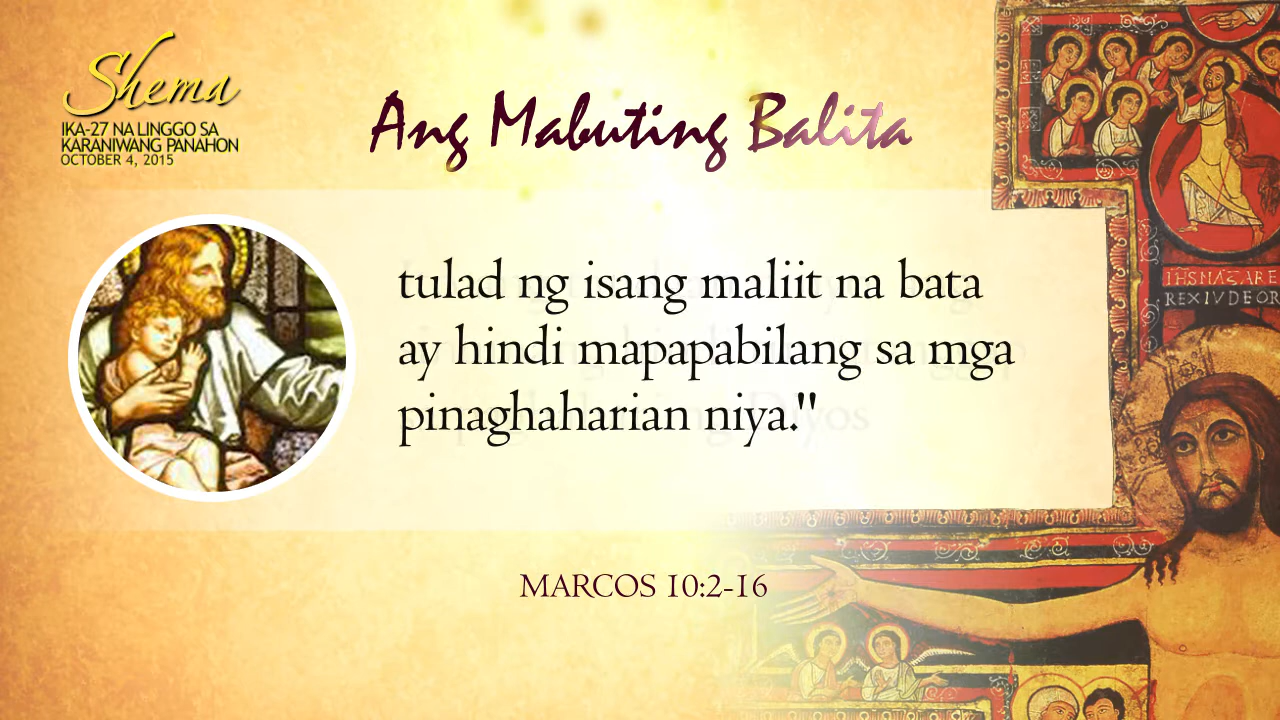 Shema
IKA-27 NA LINGGO SA
KARANIWANG PANAHON
OCTOBER 4, 2015
Ang Mabuting Balita
tulad ng isang maliit na bata
ay hindi mapapabilang sa mga
pinaghaharian niya."
MARCOS 10:2-16
IHS NAZARE
REX IVDEOR